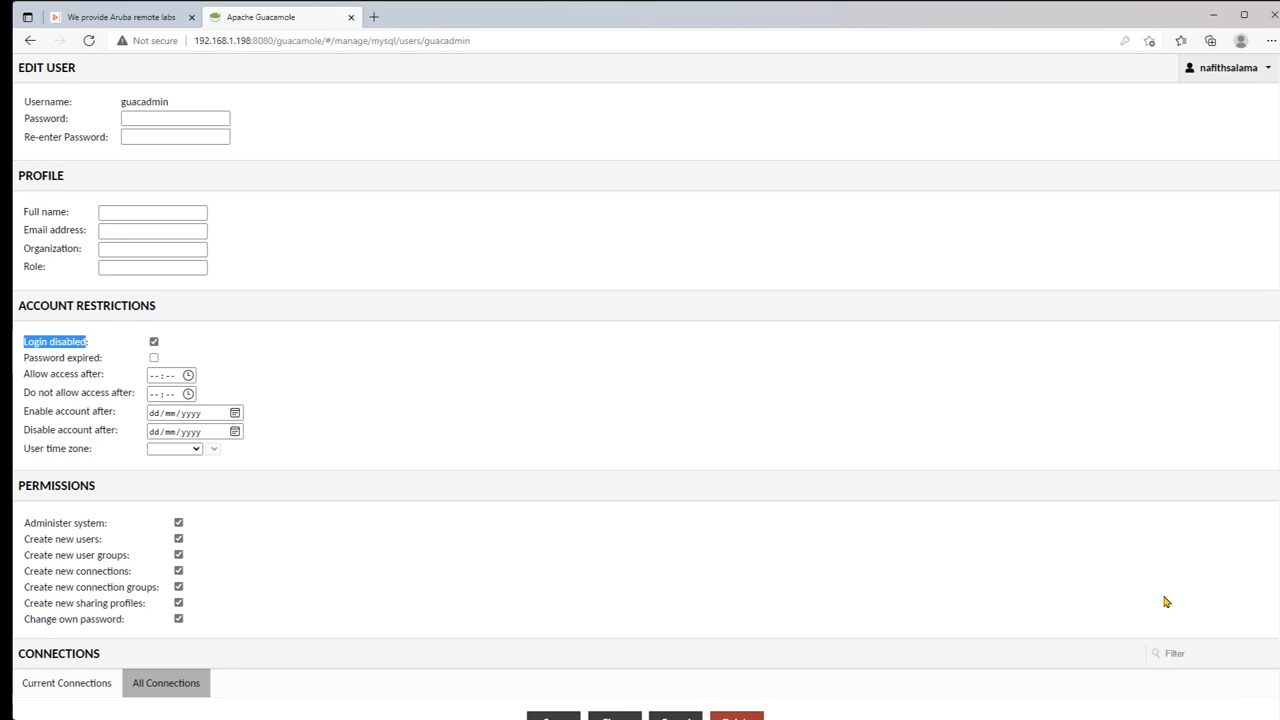 We provide Aruba remote labs
Apache Guacamole
Not secure 192.168.1.198:8080/guacamole/#/manage/mysql/users/guacadmin
EDIT USER
nafithsalama
Username: guacadmin
Password:
Re-enter Password:
PROFILE
Full name:
Email address:
Organization:
Role:
ACCOUNT RESTRICTIONS
Login disabled:
Password expired:
Allow access after: --:--
Do not allow access after: --:--
Enable account after: dd/mm/yyyy
Disable account after: dd/mm/yyyy
User time zone:
PERMISSIONS
Administer system:
Create new users:
Create new user groups:
Create new connections:
Create new connection groups:
Create new sharing profiles:
Change own password:
CONNECTIONS
Filter
Current Connections All Connections